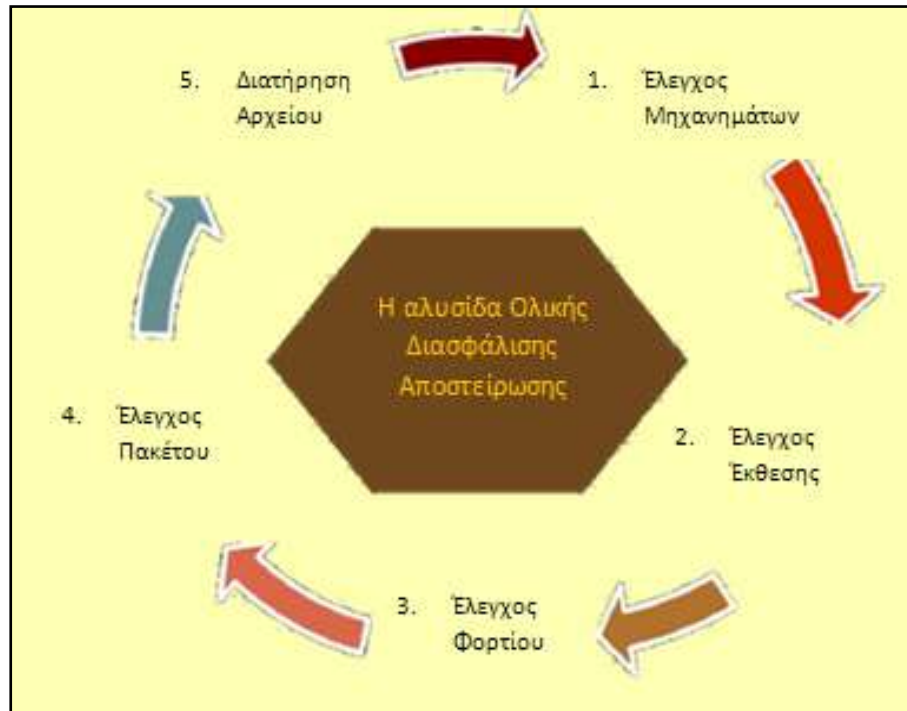 Η αλυσίδα Ολικής
Διασφάλισης
Αποστείρωσης
1. Έλεγχος
Μηχανημάτων
2. Έλεγχος
Έκθεσης
3. Έλεγχος
Φορτίου
4. Έλεγχος
Πακέτου
5. Διατήρηση
Αρχείου